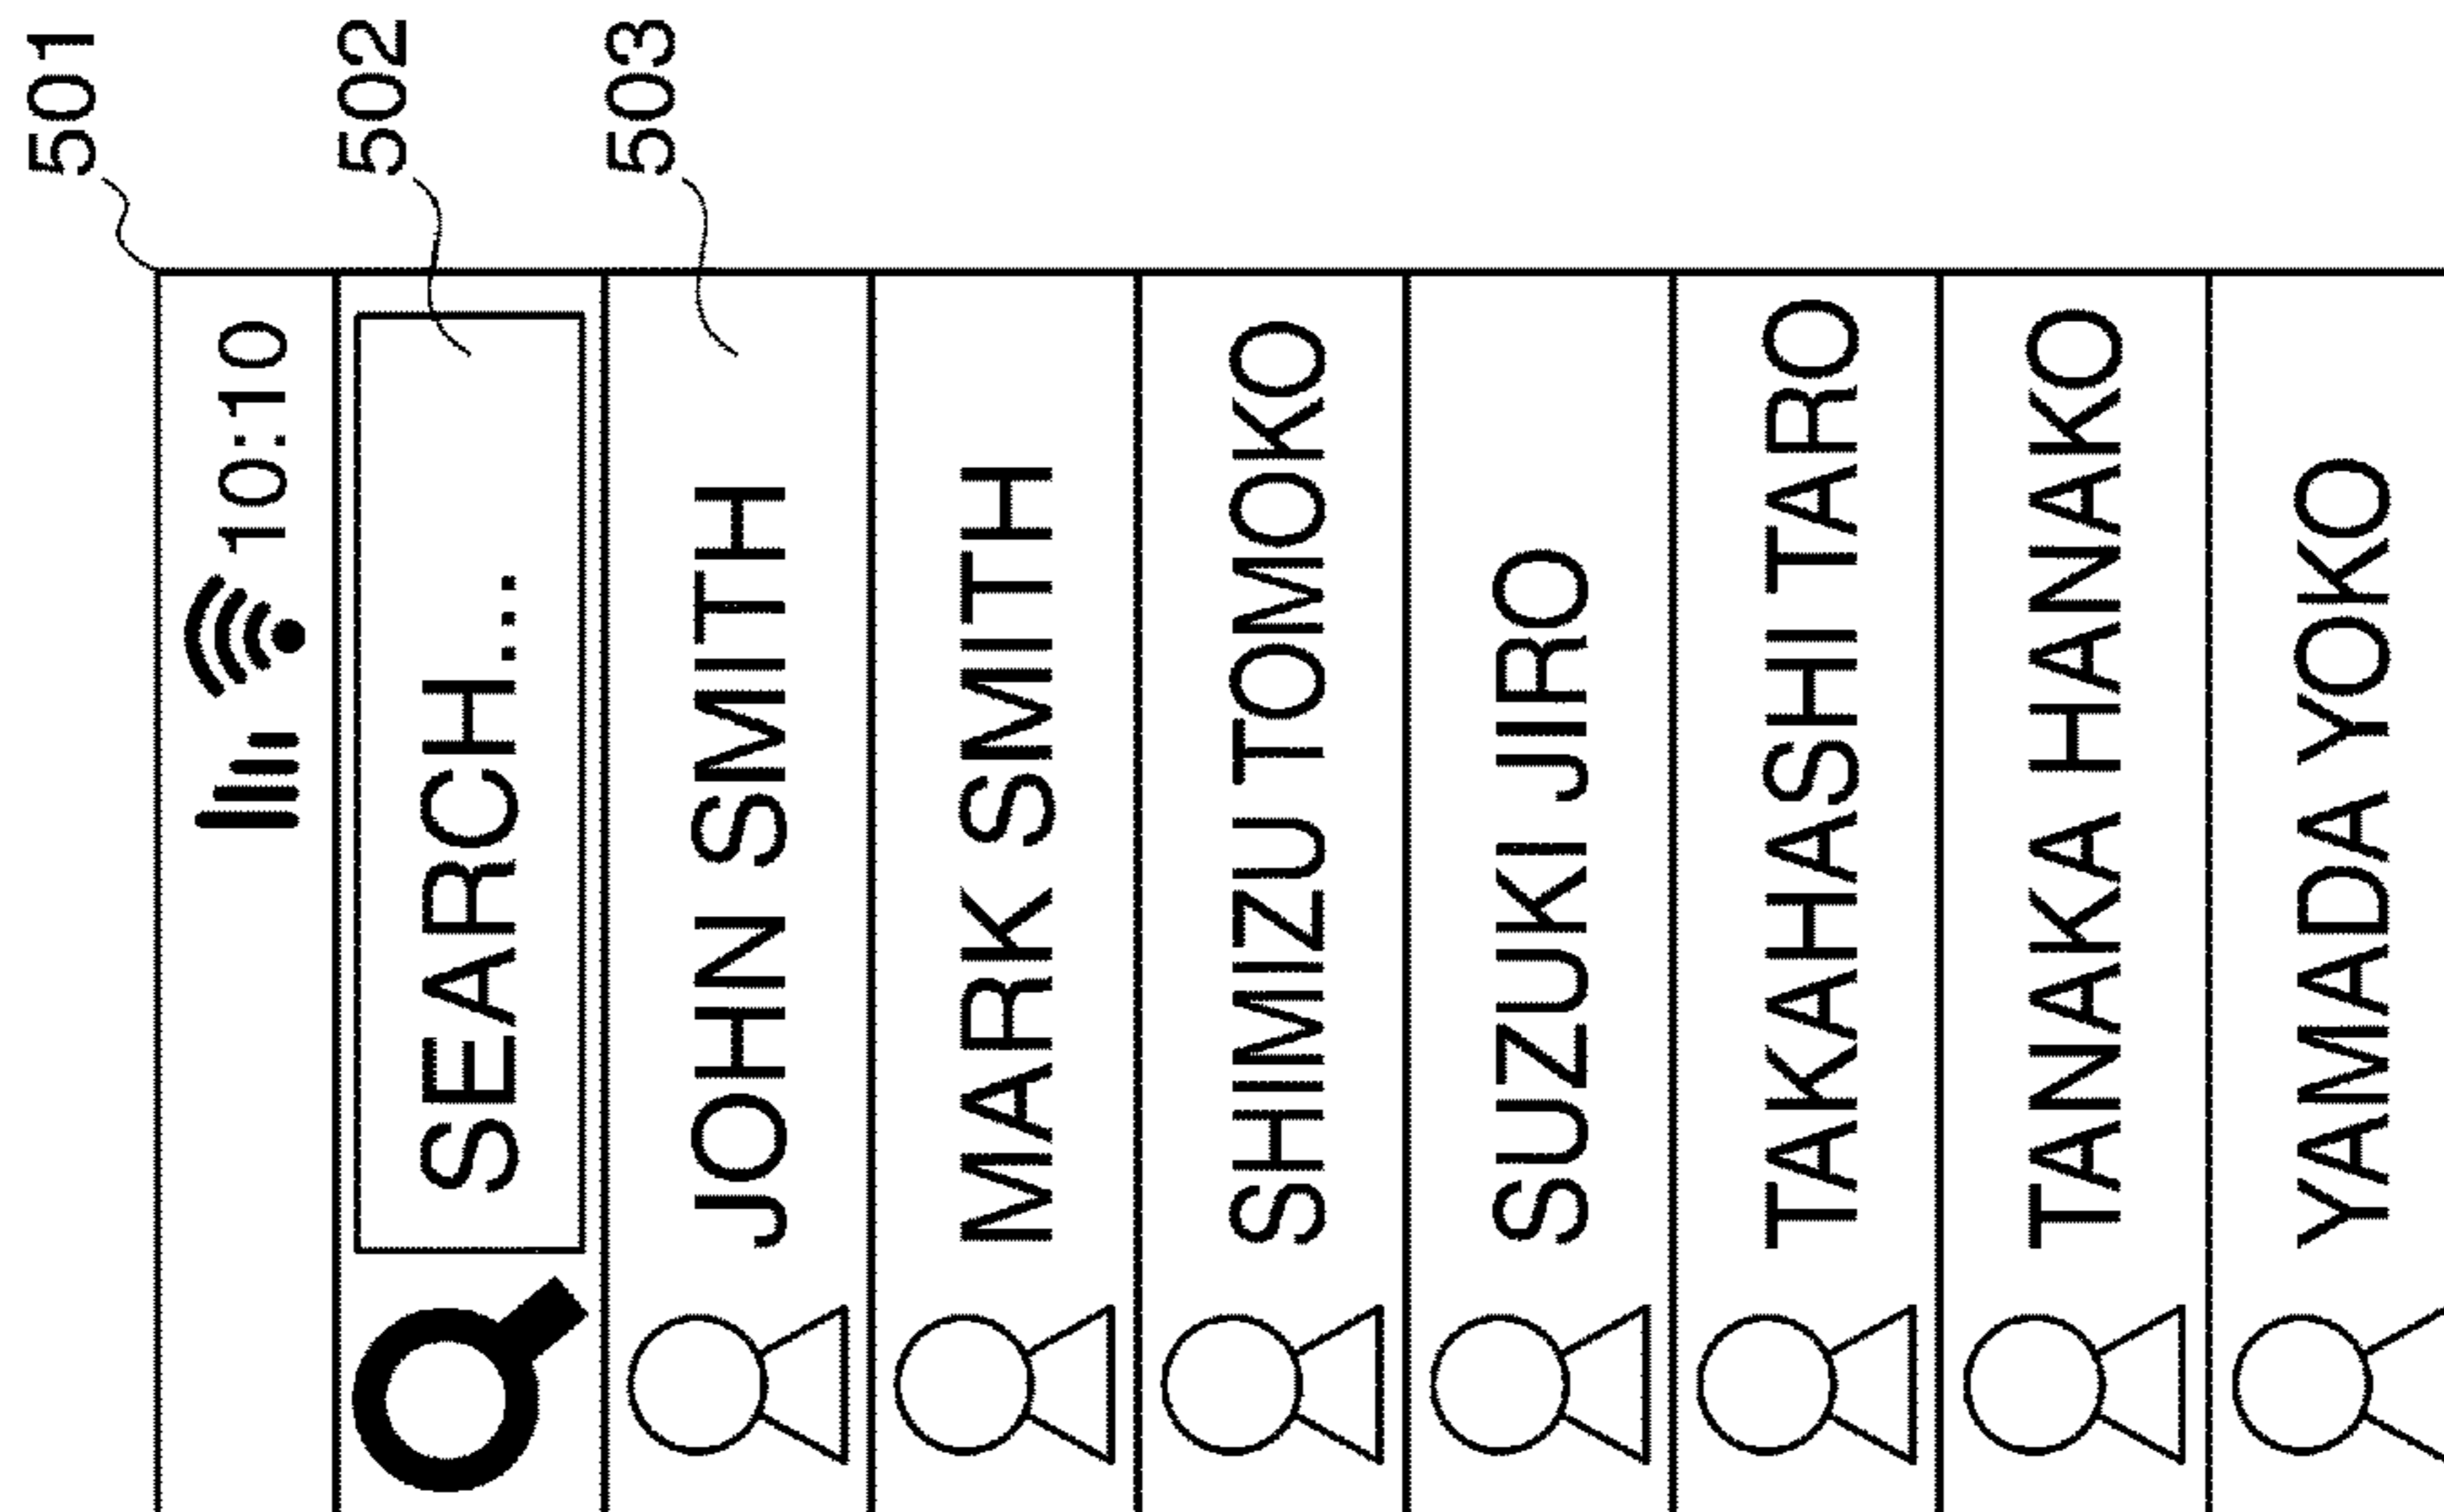 501
10:10
502
SEARCH...
503
JOHN SMITH
MARK SMITH
SHIMIZU TOMOKO
SUZUKI JIRO
TAKAHASHI TARO
TANAKA HANAKO
YAMADA YOKO